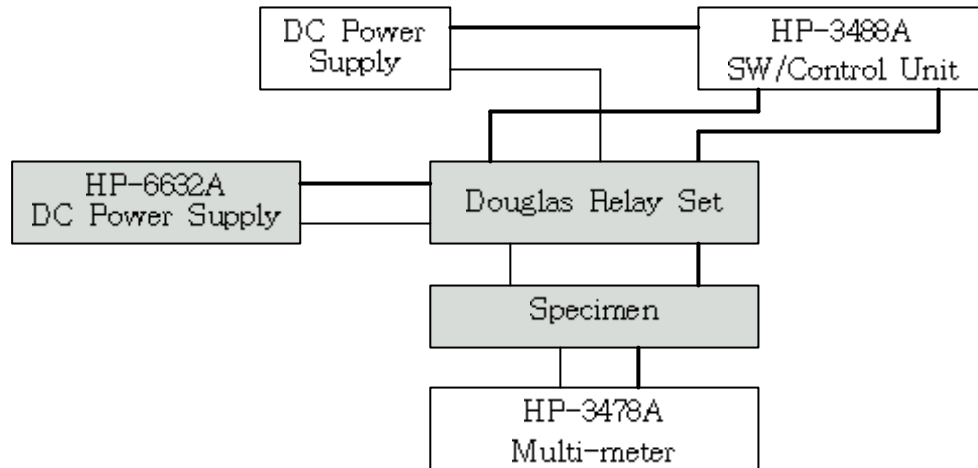 DC Power
Supply
HP-3488A
SW/Control Unit
HP-6632A
DC Power Supply
Douglas Relay Set
Specimen
HP-3478A
Multi-meter